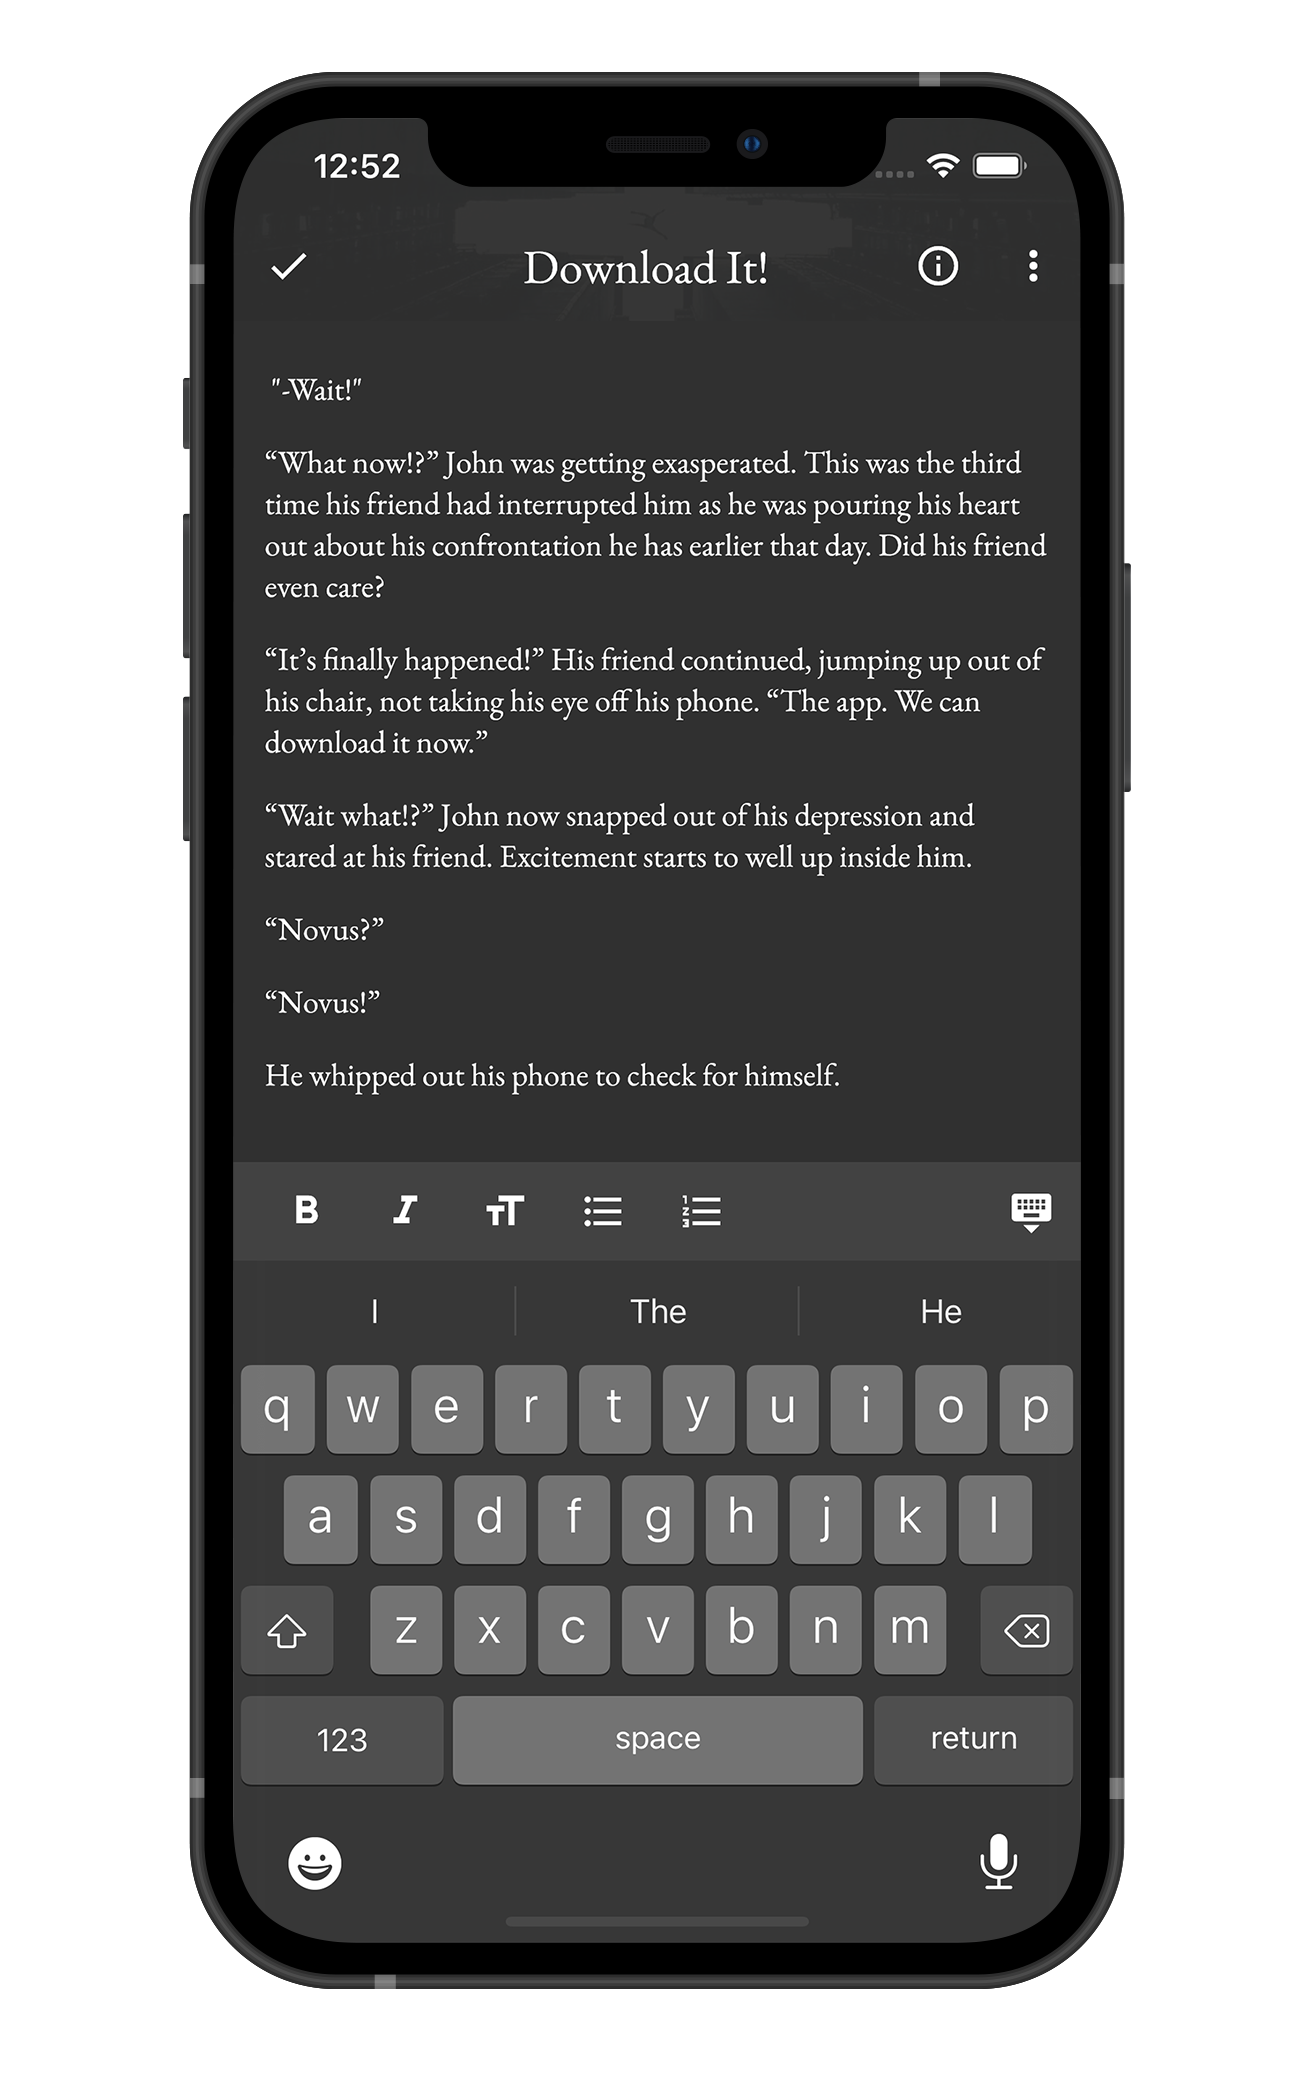 12:52
Download It!
"-Wait!"
“What now!?” John was getting exasperated. This was the third
time his friend had interrupted him as he was pouring his heart
out about his confrontation he has earlier that day. Did his friend
even care?
“It’s finally happened!” His friend continued, jumping up out of
his chair, not taking his eye off his phone. “The app. We can
download it now.”
“Wait what!?” John now snapped out of his depression and
stared at his friend. Excitement starts to well up inside him.
“Novus?”
“Novus!”
He whipped out his phone to check for himself.
B I TT 1 2 3
I The He
q w e r t y u i o p
a s d f g h j k l
z x c v b n m
123 space return